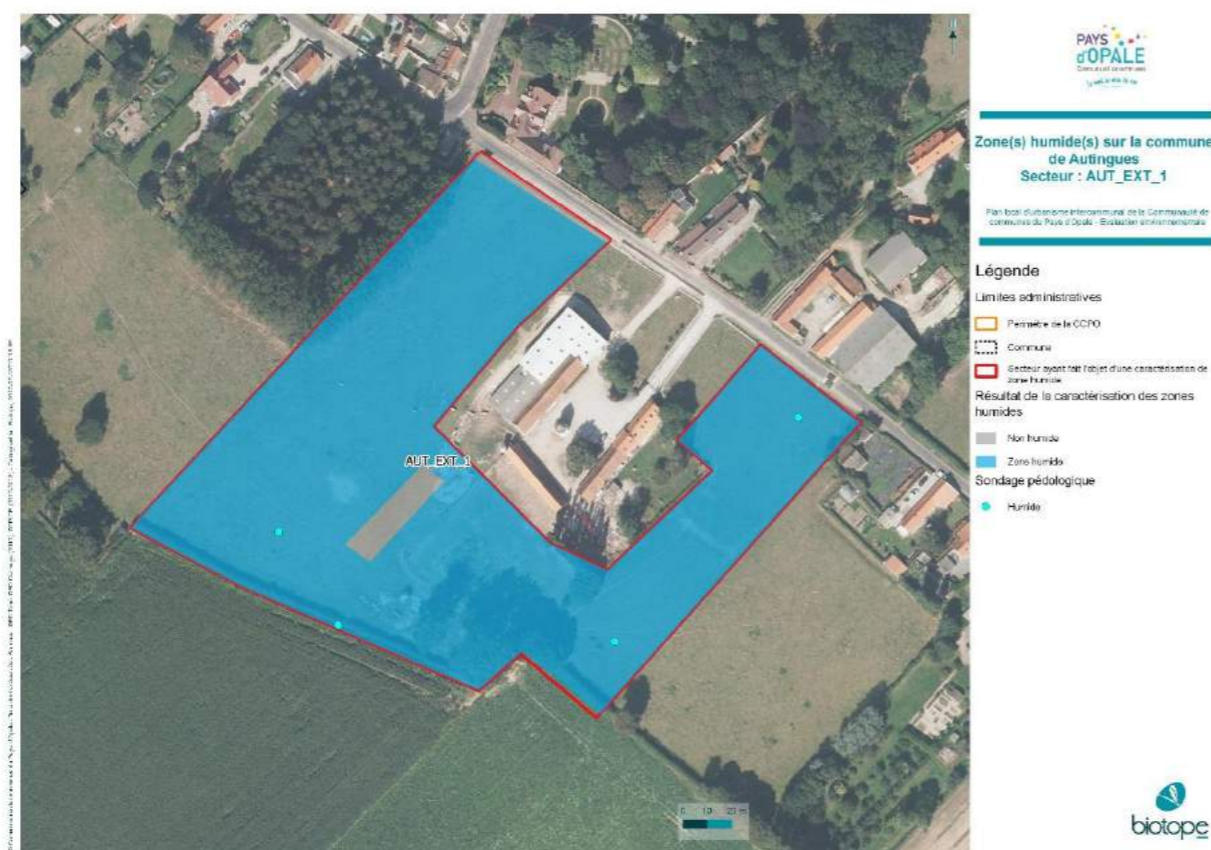 PAYS
d'OPALE
Zone(s) humide(s) sur la commune
de Autingues
Secteur : AUT_EXT_1
Plan local d'urbanisme intercommunal de la Communauté de
communes du Pays d'Opale - Evaluation environnementale
Légende
Limites administratives
Périmètre de la CCPO
Commune
Secteur ayant fait l'objet d'une caractérisation de
zone humide
Résultat de la caractérisation des zones
humides
Non humide
Zone humide
Sondage pédologique
Humide
AUT_EXT_1
0 10 20 m
biotope